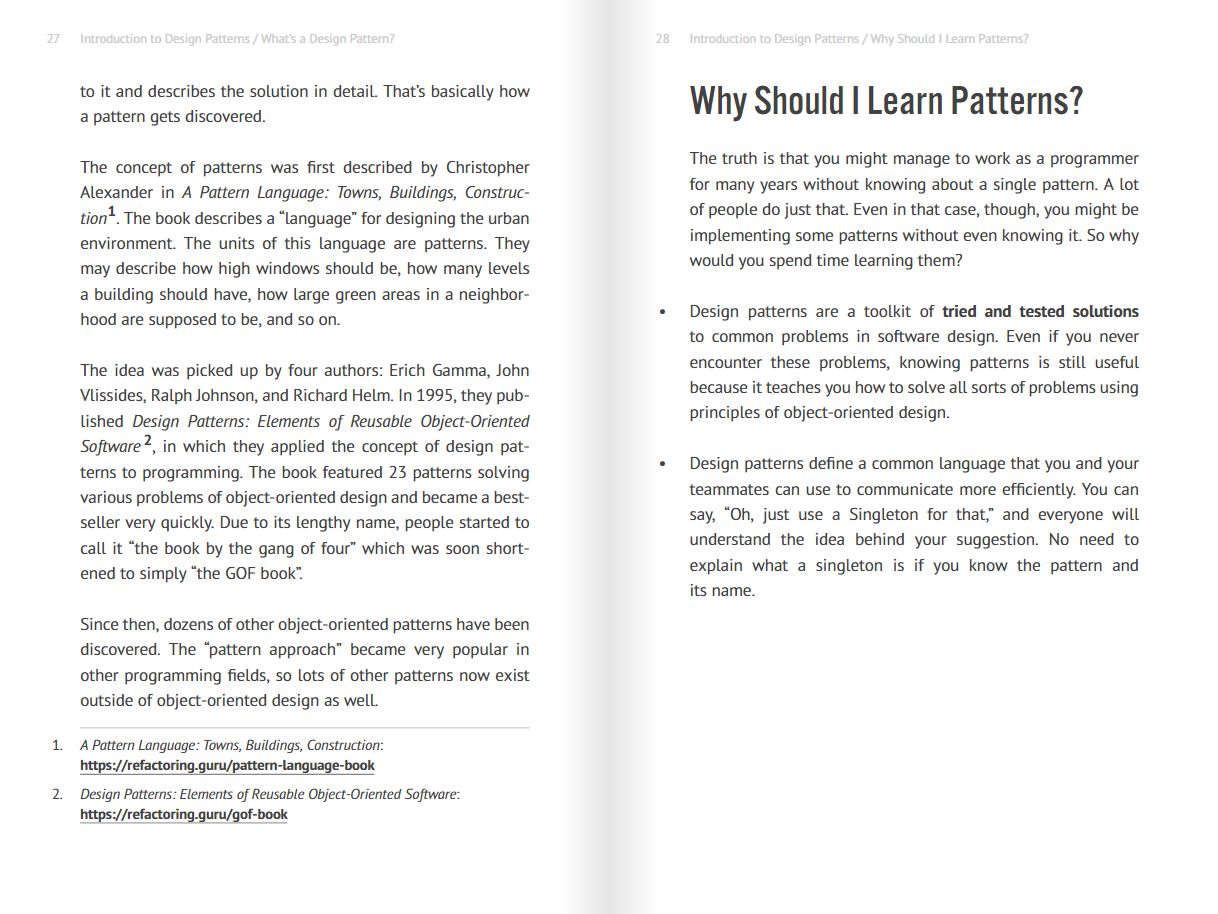 27 Introduction to Design Patterns / What's a Design Pattern?
to it and describes the solution in detail. That's basically how
a pattern gets discovered.
The concept of patterns was first described by Christopher
Alexander in A Pattern Language: Towns, Buildings, Construc-
tion1. The book describes a “language” for designing the urban
environment. The units of this language are patterns. They
may describe how high windows should be, how many levels
a building should have, how large green areas in a neighbor-
hood are supposed to be, and so on.
The idea was picked up by four authors: Erich Gamma, John
Vlissides, Ralph Johnson, and Richard Helm. In 1995, they pub-
lished Design Patterns: Elements of Reusable Object-Oriented
Software2, in which they applied the concept of design pat-
terns to programming. The book featured 23 patterns solving
various problems of object-oriented design and became a best-
seller very quickly. Due to its lengthy name, people started to
call it “the book by the gang of four” which was soon short-
ened to simply “the GOF book”.
Since then, dozens of other object-oriented patterns have been
discovered. The “pattern approach” became very popular in
other programming fields, so lots of other patterns now exist
outside of object-oriented design as well.
1. A Pattern Language: Towns, Buildings, Construction:
https://refactoring.guru/pattern-language-book
2. Design Patterns: Elements of Reusable Object-Oriented Software:
https://refactoring.guru/gof-book
28 Introduction to Design Patterns / Why Should I Learn Patterns?
Why Should I Learn Patterns?
The truth is that you might manage to work as a programmer
for many years without knowing about a single pattern. A lot
of people do just that. Even in that case, though, you might be
implementing some patterns without even knowing it. So why
would you spend time learning them?
• Design patterns are a toolkit of tried and tested solutions
to common problems in software design. Even if you never
encounter these problems, knowing patterns is still useful
because it teaches you how to solve all sorts of problems using
principles of object-oriented design.
• Design patterns define a common language that you and your
teammates can use to communicate more efficiently. You can
say, “Oh, just use a Singleton for that,” and everyone will
understand the idea behind your suggestion. No need to
explain what a singleton is if you know the pattern and
its name.